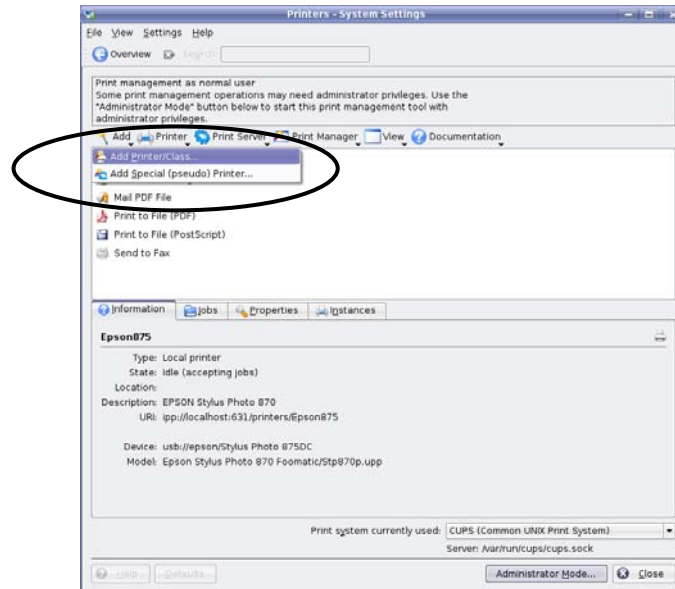 Printers - System Settings
File View Settings Help
Overview Search:
Print management as normal user
Some print management operations may need administrator privileges. Use the
"Administrator Mode" button below to start this print management tool with
administrator privileges.
Add Printer Print Server Print Manager View Documentation
Add Printer/Class...
Add Special (pseudo) Printer...
Mail PDF File
Print to File (PDF)
Print to File (PostScript)
Send to Fax
Information Jobs Properties Instances
Epson875
Type: Local printer
State: Idle (accepting jobs)
Location:
Description: EPSON Stylus Photo 870
URI: ipp://localhost:631/printers/Epson875
Device: usb://epson/Stylus Photo 875DC
Model: Epson Stylus Photo 870 Foomatic/Stp870p.upp
Print system currently used: CUPS (Common UNIX Print System)
Server: /var/run/cups/cups.sock
Help Defaults Administrator Mode... Close